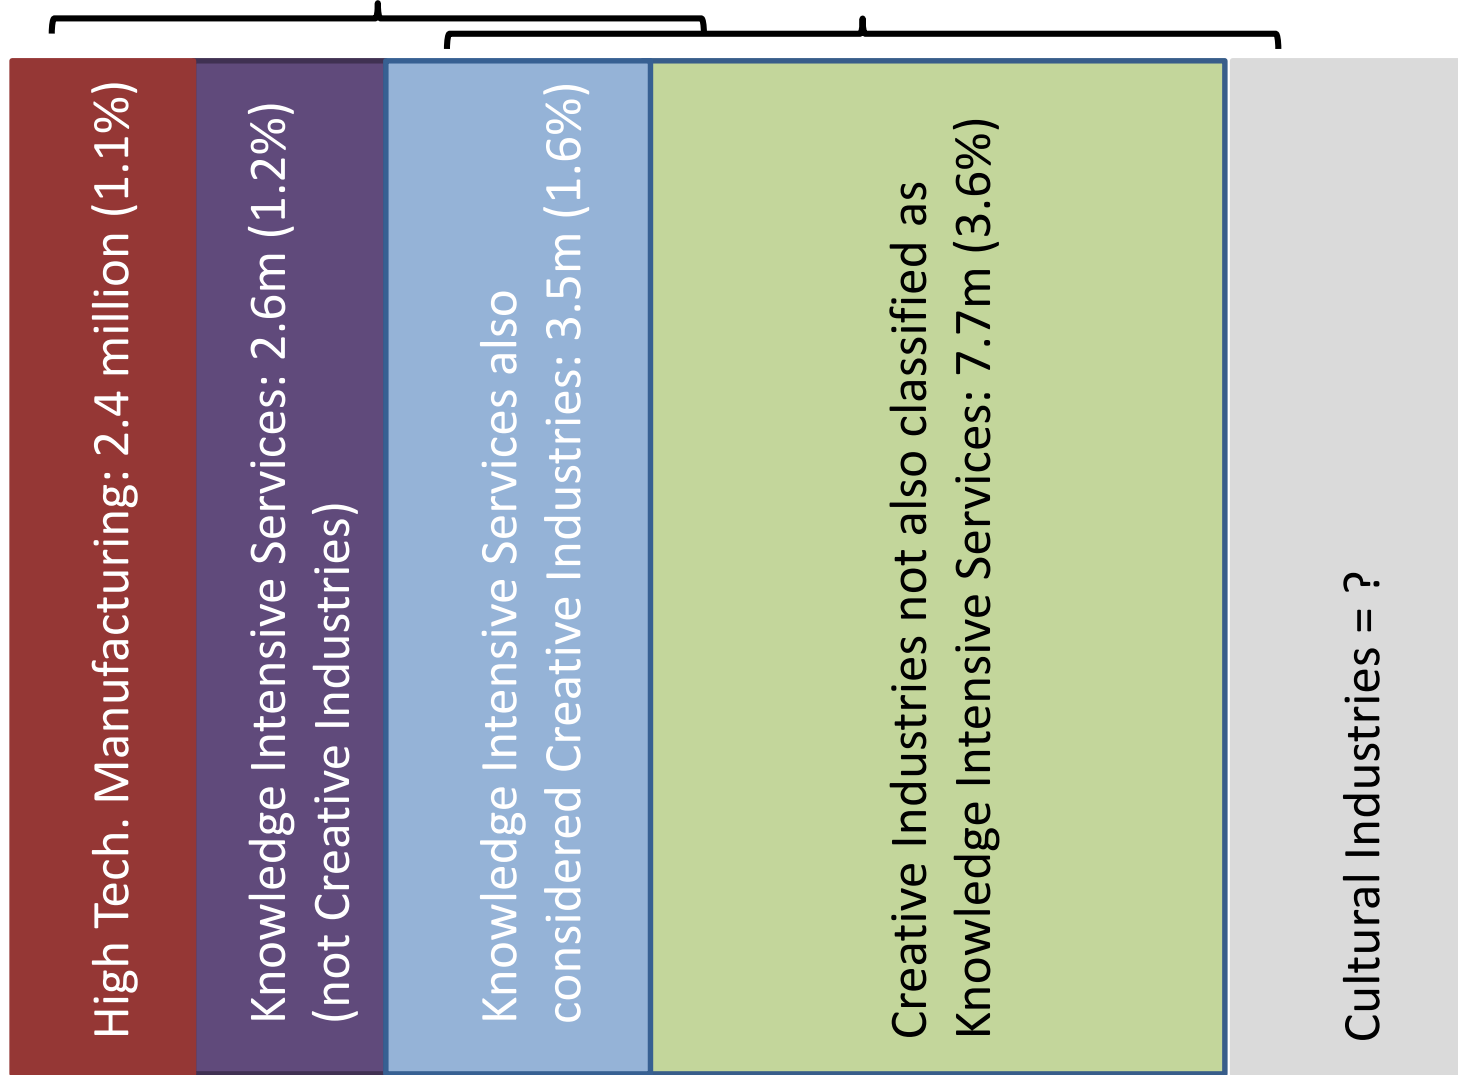 High Tech. Manufacturing: 2.4 million (1.1%)
Knowledge Intensive Services: 2.6m (1.2%)
(not Creative Industries)
Knowledge Intensive Services also
considered Creative Industries: 3.5m (1.6%)
Creative Industries not also classified as
Knowledge Intensive Services: 7.7m (3.6%)
Cultural Industries = ?